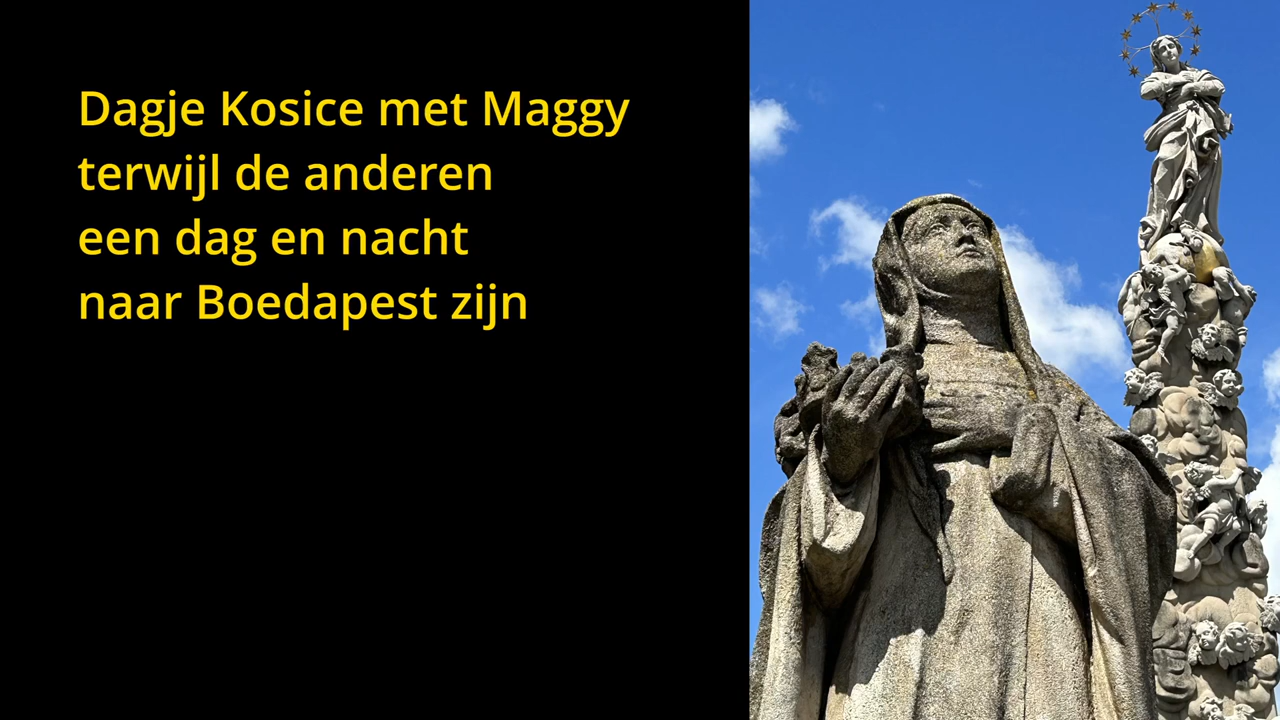 Dagje Kosice met Maggy
terwijl de anderen
een dag en nacht
naar Boedapest zijn